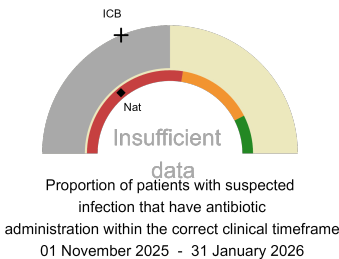 ICB
Nat
Insufficient
data
Proportion of patients with suspected
infection that have antibiotic
administration within the correct clinical timeframe
01 November 2025 - 31 January 2026